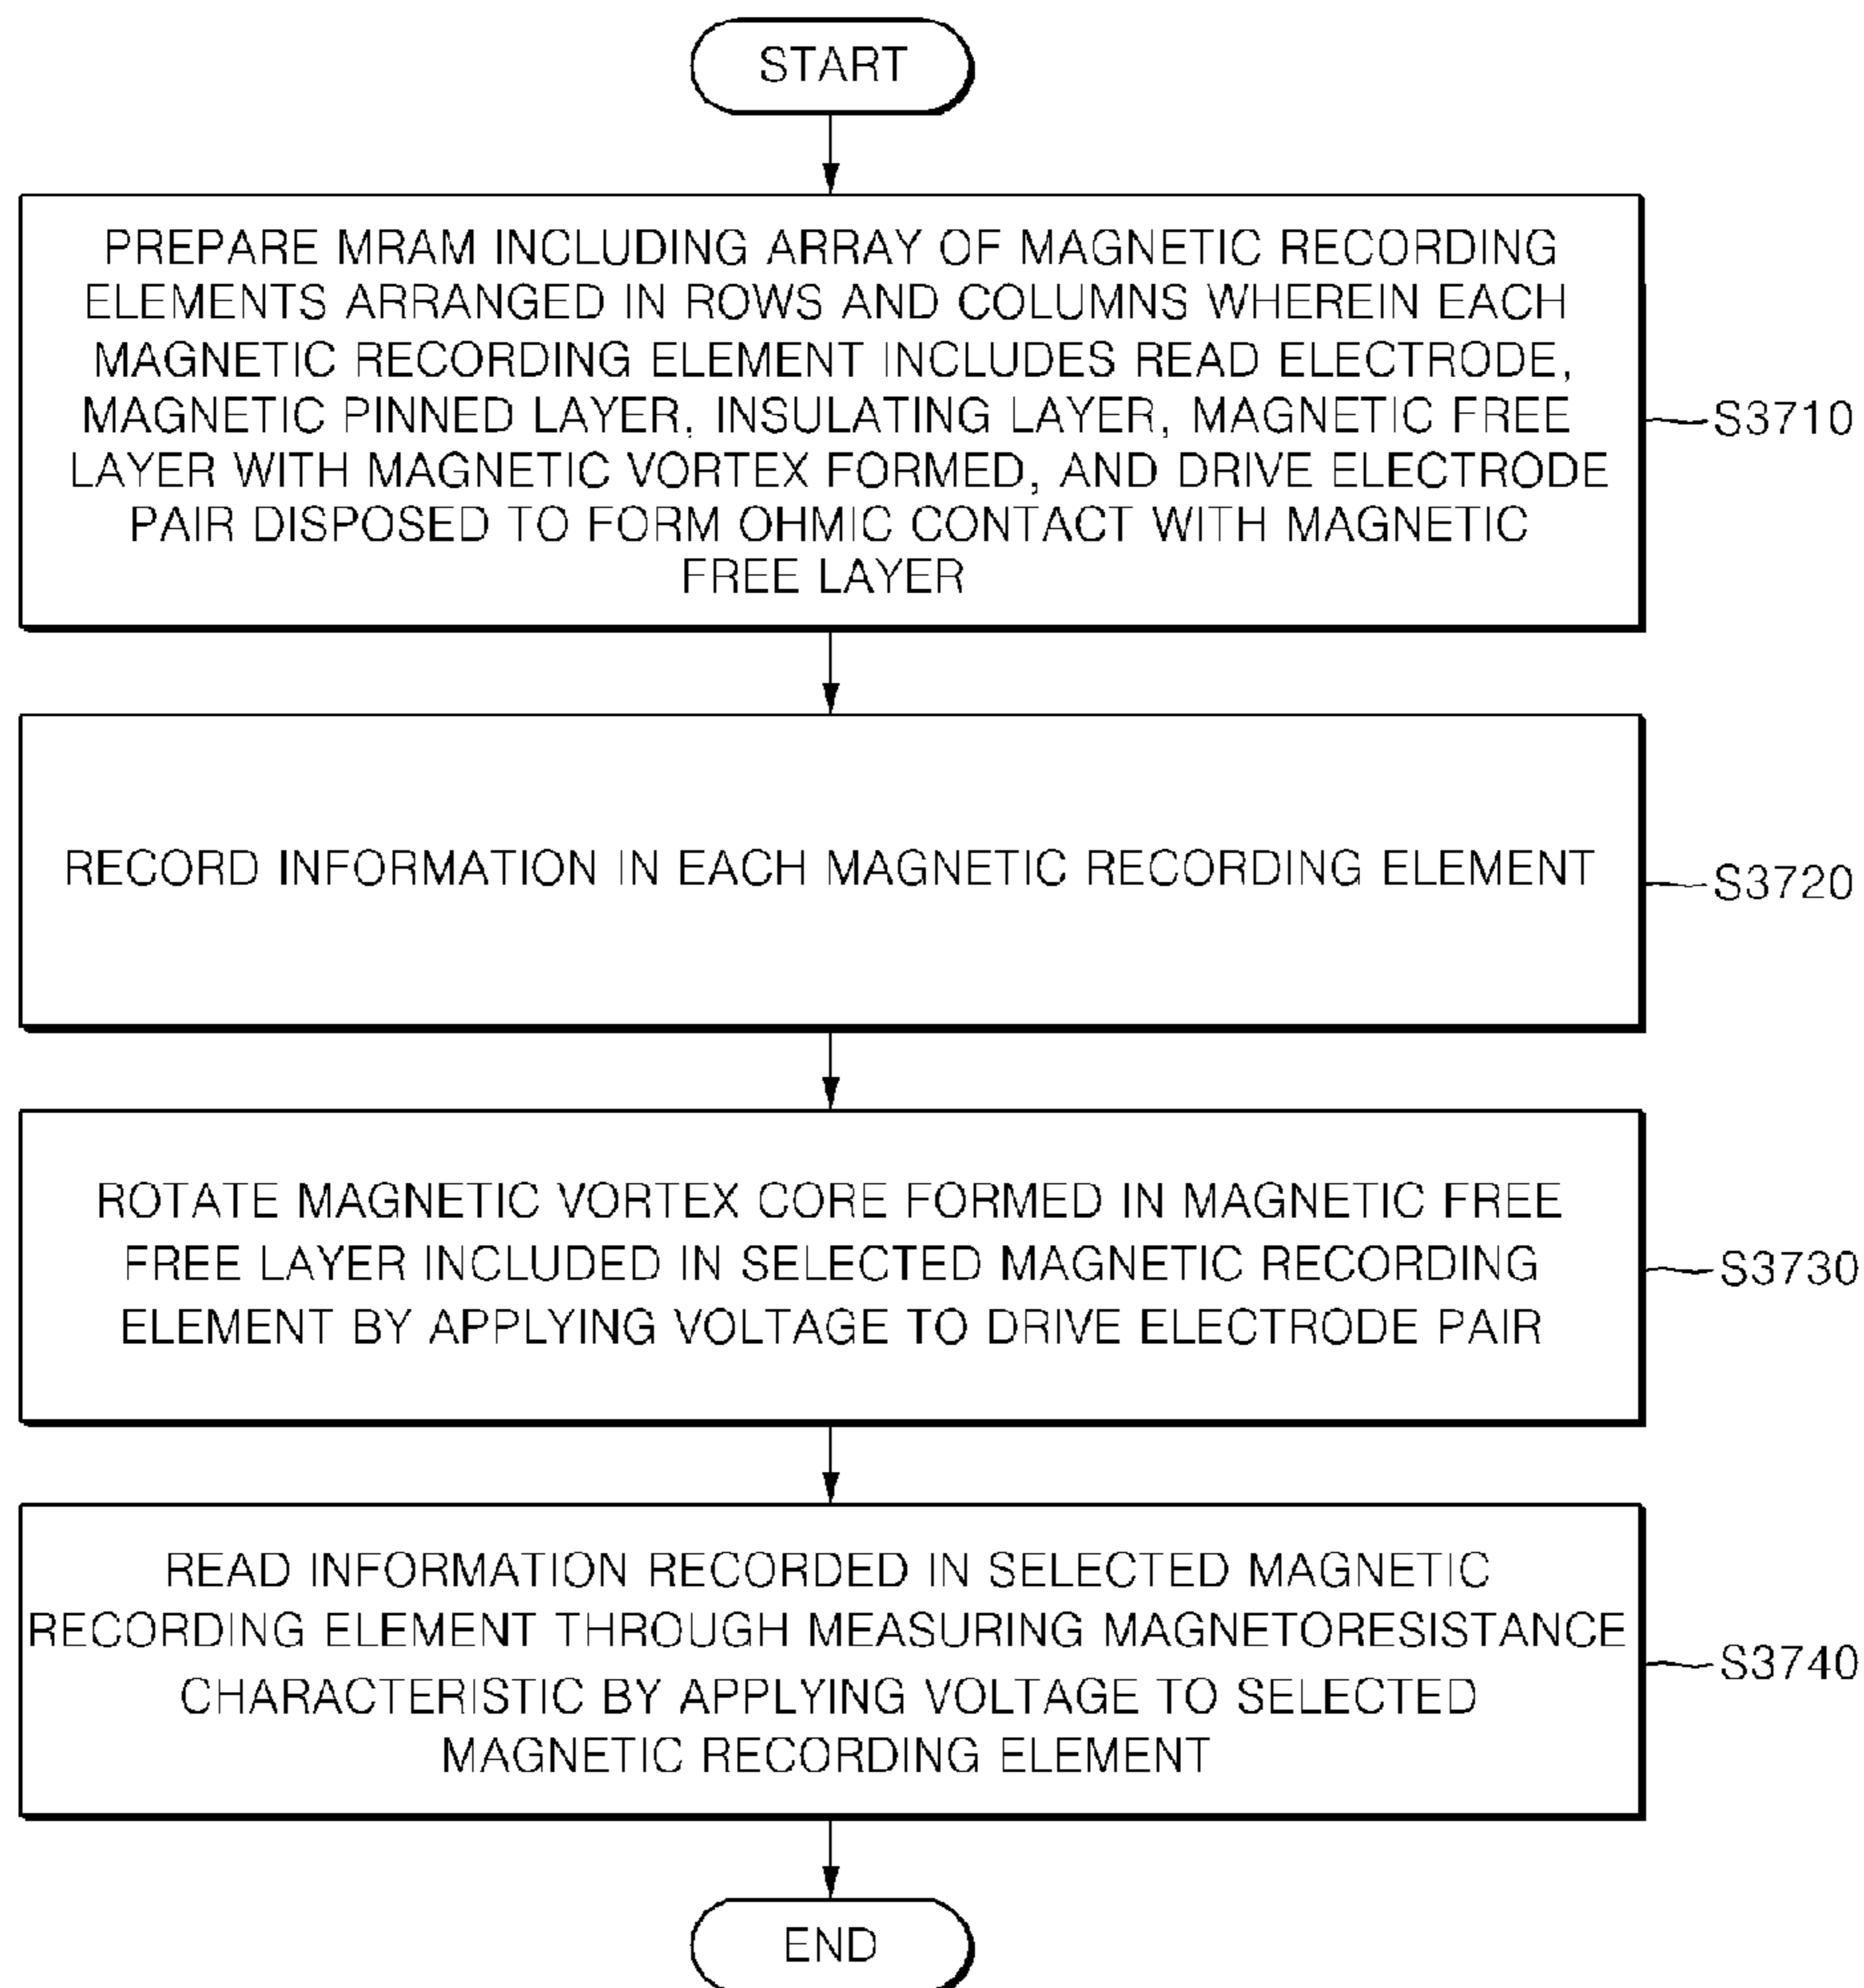 START
PREPARE MRAM INCLUDING ARRAY OF MAGNETIC RECORDING
ELEMENTS ARRANGED IN ROWS AND COLUMNS WHEREIN EACH
MAGNETIC RECORDING ELEMENT INCLUDES READ ELECTRODE,
MAGNETIC PINNED LAYER, INSULATING LAYER, MAGNETIC FREE
LAYER WITH MAGNETIC VORTEX FORMED, AND DRIVE ELECTRODE
PAIR DISPOSED TO FORM OHMIC CONTACT WITH MAGNETIC
FREE LAYER
S3710
RECORD INFORMATION IN EACH MAGNETIC RECORDING ELEMENT
S3720
ROTATE MAGNETIC VORTEX CORE FORMED IN MAGNETIC FREE
FREE LAYER INCLUDED IN SELECTED MAGNETIC RECORDING
ELEMENT BY APPLYING VOLTAGE TO DRIVE ELECTRODE PAIR
S3730
READ INFORMATION RECORDED IN SELECTED MAGNETIC
RECORDING ELEMENT THROUGH MEASURING MAGNETORESISTANCE
CHARACTERISTIC BY APPLYING VOLTAGE TO SELECTED
MAGNETIC RECORDING ELEMENT
S3740
END